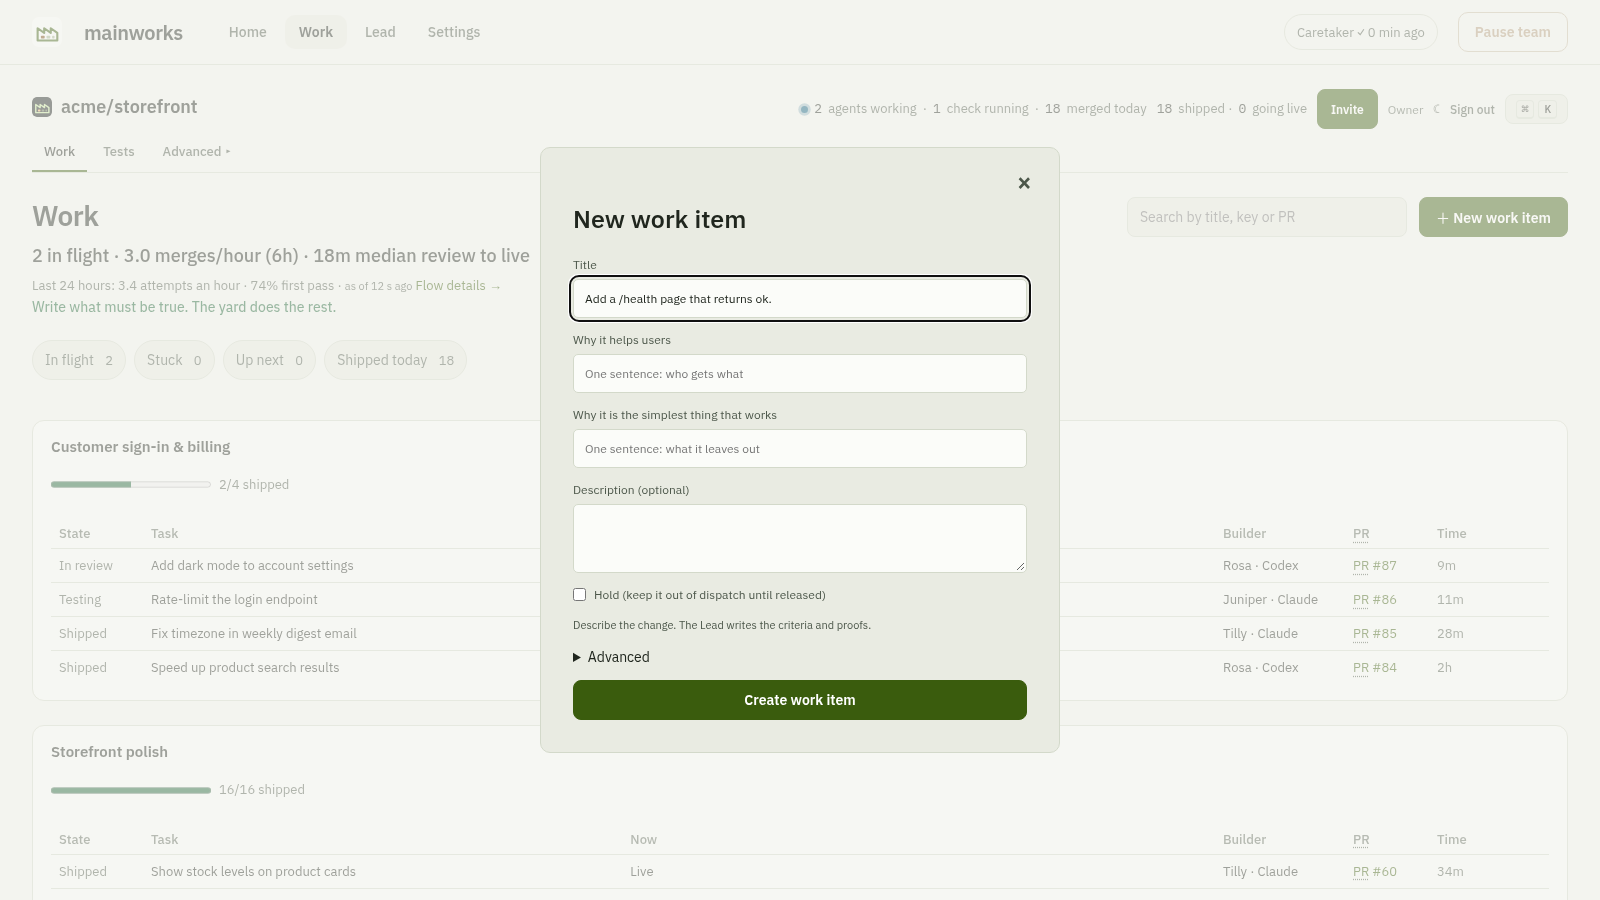 mainworks
Home Work Lead Settings
Caretaker ✓ 0 min ago
Pause team
acme/storefront
2 agents working · 1 check running · 18 merged today 18 shipped · 0 going live
Invite
Owner ☾ Sign out ⌘ K
Work Tests Advanced ▸
Work
Search by title, key or PR
+ New work item
2 in flight · 3.0 merges/hour (6h) · 18m median review to live
Last 24 hours: 3.4 attempts an hour · 74% first pass · as of 12 s ago Flow details →
Write what must be true. The yard does the rest.
In flight 2 Stuck 0 Up next 0 Shipped today 18
×
New work item
Title
Add a /health page that returns ok.
Why it helps users
One sentence: who gets what
Why it is the simplest thing that works
One sentence: what it leaves out
Description (optional)
Hold (keep it out of dispatch until released)
Describe the change. The Lead writes the criteria and proofs.
▶ Advanced
Create work item
Customer sign-in & billing
2/4 shipped
State Task Builder PR Time
In review Add dark mode to account settings Rosa · Codex PR #87 9m
Testing Rate-limit the login endpoint Juniper · Claude PR #86 11m
Shipped Fix timezone in weekly digest email Tilly · Claude PR #85 28m
Shipped Speed up product search results Rosa · Codex PR #84 2h
Storefront polish
16/16 shipped
State Task Now Builder PR Time
Shipped Show stock levels on product cards Live Tilly · Claude PR #60 34m